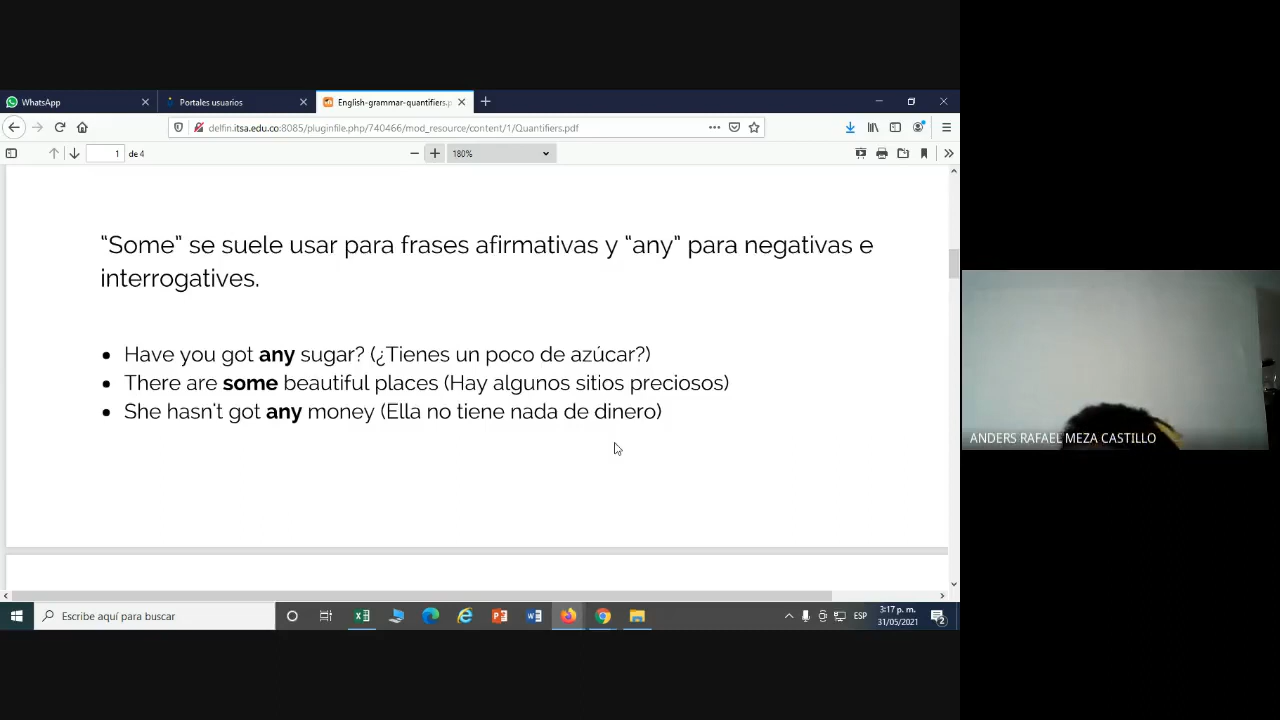 WhatsApp
Portales usuarios
English-grammar-quantifiers.p
delfin.itsa.edu.co:8085/pluginfile.php/740466/mod_resource/content/1/Quantifiers.pdf
1 de 4
180%
“Some” se suele usar para frases afirmativas y “any” para negativas e
interrogatives.
Have you got any sugar? (¿Tienes un poco de azúcar?)
There are some beautiful places (Hay algunos sitios preciosos)
She hasn't got any money (Ella no tiene nada de dinero)
ANDERS RAFAEL MEZA CASTILLO
Escribe aquí para buscar
ESP
3:17 p. m.
31/05/2021
2